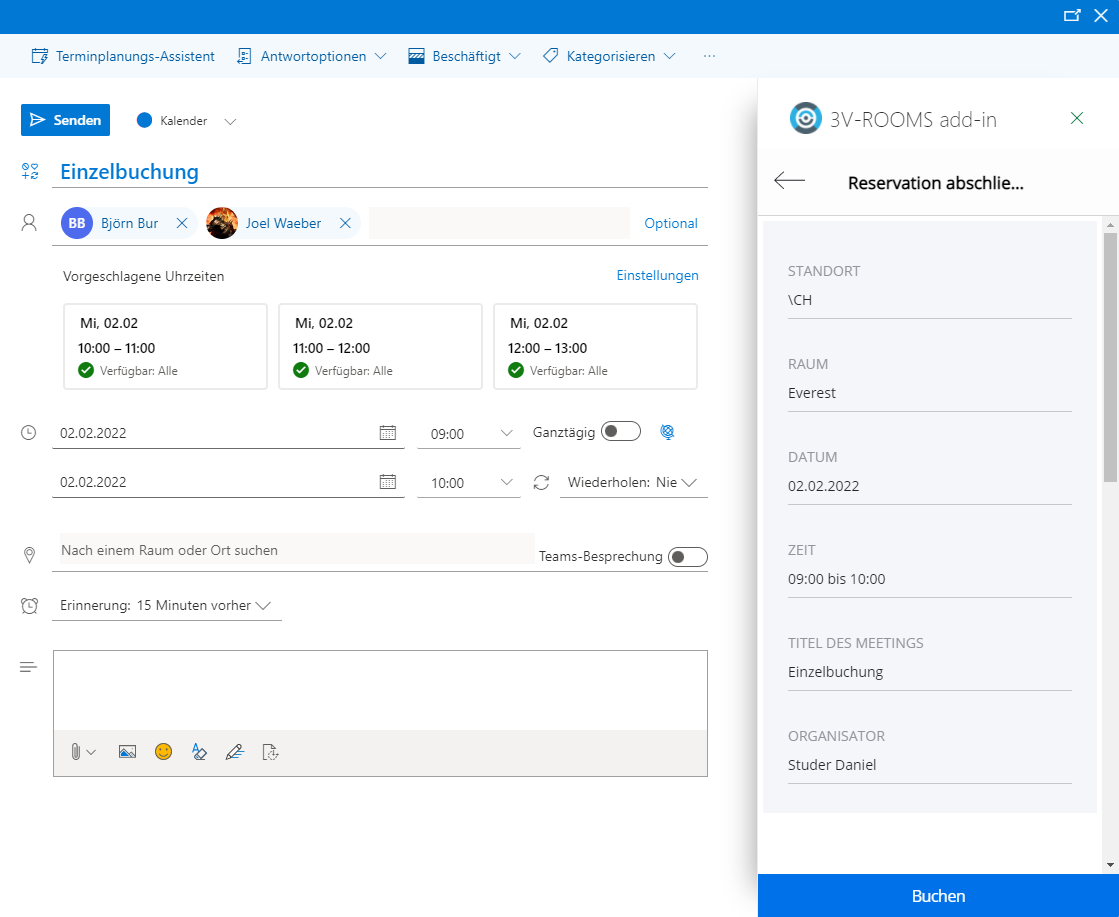 Terminplanungs-Assistent Antwortoptionen Beschäftigt Kategorisieren ...
Senden Kalender
Einzelbuchung
BB Björn Bur Joel Waeber Optional
Vorgeschlagene Uhrzeiten Einstellungen
Mi, 02.02 Mi, 02.02 Mi, 02.02
10:00 – 11:00 11:00 – 12:00 12:00 – 13:00
Verfügbar: Alle Verfügbar: Alle Verfügbar: Alle
02.02.2022 09:00 Ganztägig
02.02.2022 10:00 Wiederholen: Nie
Nach einem Raum oder Ort suchen Teams-Besprechung
Erinnerung: 15 Minuten vorher
3V-ROOMS add-in
Reservation abschlie...
STANDORT
\CH
RAUM
Everest
DATUM
02.02.2022
ZEIT
09:00 bis 10:00
TITEL DES MEETINGS
Einzelbuchung
ORGANISATOR
Studer Daniel
Buchen